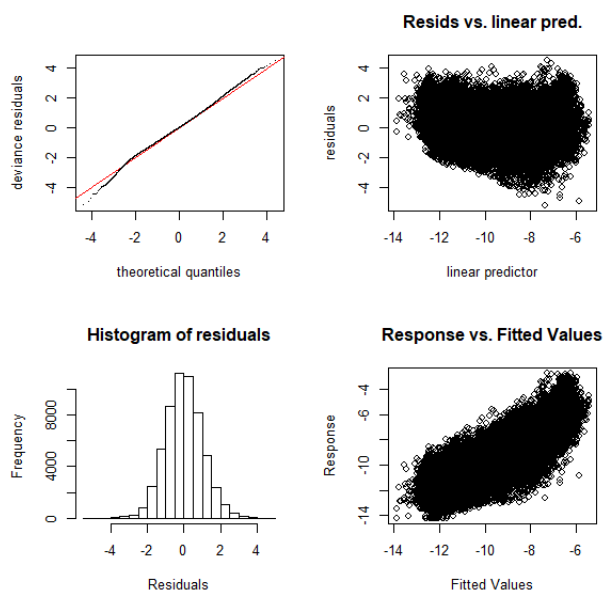 deviance residuals
-4 -2 0 2 4
-4 -2 0 2 4
theoretical quantiles
Resids vs. linear pred.
residuals
-4 -2 0 2 4
-14 -12 -10 -8 -6
linear predictor
Histogram of residuals
Frequency
0 4000 8000
-4 -2 0 2 4
Residuals
Response vs. Fitted Values
Response
-14 -10 -6 -4
-14 -12 -10 -8 -6
Fitted Values